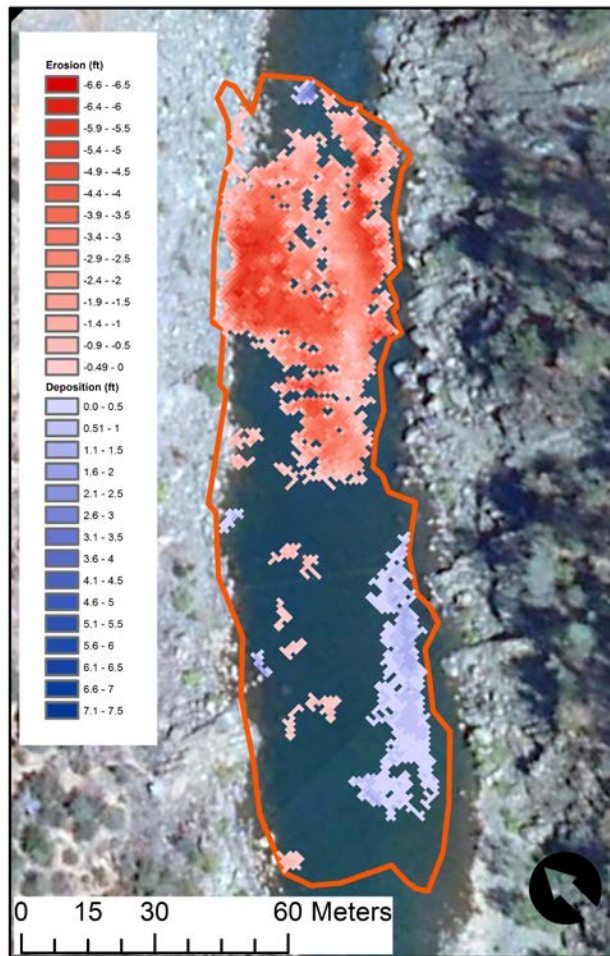 Erosion (ft)
-6.6 - -6.5
-6.4 - -6
-5.9 - -5.5
-5.4 - -5
-4.9 - -4.5
-4.4 - -4
-3.9 - -3.5
-3.4 - -3
-2.9 - -2.5
-2.4 - -2
-1.9 - -1.5
-1.4 - -1
-0.9 - -0.5
-0.49 - 0
Deposition (ft)
0.0 - 0.5
0.51 - 1
1.1 - 1.5
1.6 - 2
2.1 - 2.5
2.6 - 3
3.1 - 3.5
3.6 - 4
4.1 - 4.5
4.6 - 5
5.1 - 5.5
5.6 - 6
6.1 - 6.5
6.6 - 7
7.1 - 7.5
0 15 30 60 Meters